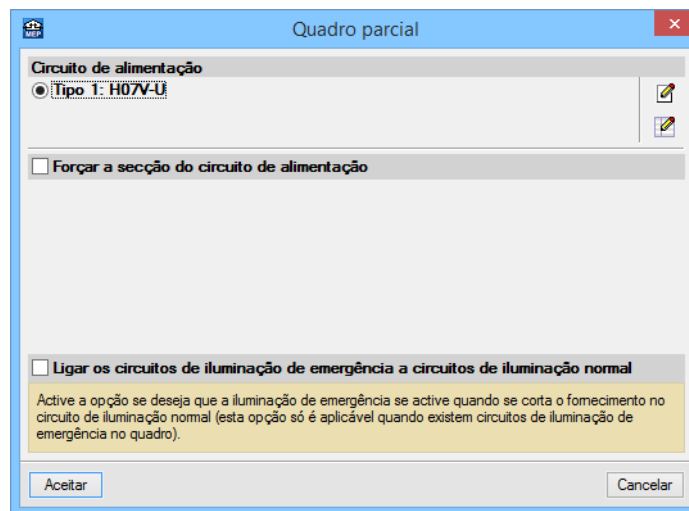 MEP
Quadro parcial
Circuito de alimentação
Tipo 1: H07V-U
Forçar a secção do circuito de alimentação
Ligar os circuitos de iluminação de emergência a circuitos de iluminação normal
Active a opção se deseja que a iluminação de emergência se active quando se corta o fornecimento no
circuito de iluminação normal (esta opção só é aplicável quando existem circuitos de iluminação de
emergência no quadro).
Aceitar
Cancelar